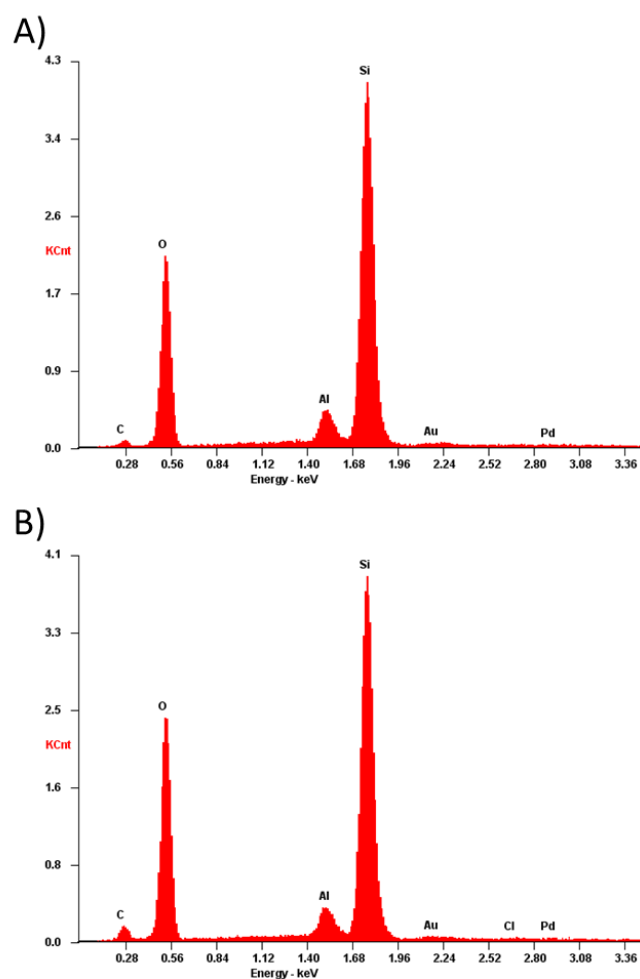 A)
4.3
Si
3.4
2.6
KCnt
O
1.7
0.9
Al
C
Au
Pd
0.0
0.28 0.56 0.84 1.12 1.40 1.68 1.96 2.24 2.52 2.80 3.08 3.36
Energy - keV
B)
4.1
Si
3.3
2.5
O
KCnt
1.6
0.8
Al
C
Au Cl Pd
0.0
0.28 0.56 0.84 1.12 1.40 1.68 1.96 2.24 2.52 2.80 3.08 3.36
Energy - keV